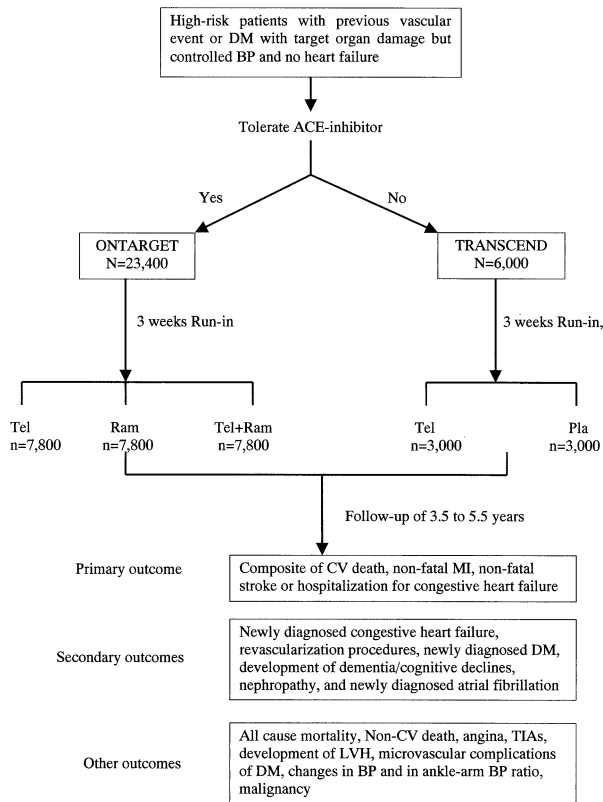 High-risk patients with previous vascular
event or DM with target organ damage but
controlled BP and no heart failure
Tolerate ACE-inhibitor
Yes
No
ONTARGET
N=23,400
TRANSCEND
N=6,000
3 weeks Run-in
3 weeks Run-in,
Tel
n=7,800
Ram
n=7,800
Tel+Ram
n=7,800
Tel
n=3,000
Pla
n=3,000
Follow-up of 3.5 to 5.5 years
Primary outcome
Composite of CV death, non-fatal MI, non-fatal
stroke or hospitalization for congestive heart failure
Secondary outcomes
Newly diagnosed congestive heart failure,
revascularization procedures, newly diagnosed DM,
development of dementia/cognitive declines,
nephropathy, and newly diagnosed atrial fibrillation
Other outcomes
All cause mortality, Non-CV death, angina, TIAs,
development of LVH, microvascular complications
of DM, changes in BP and in ankle-arm BP ratio,
malignancy